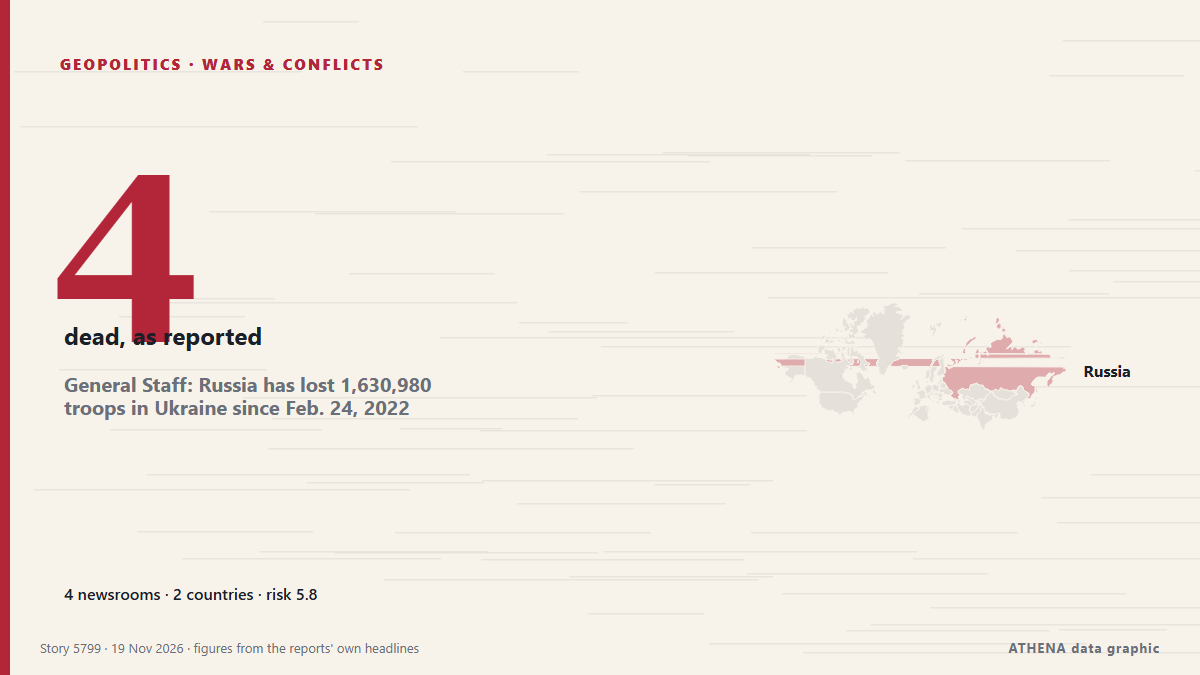 GEOPOLITICS · WARS & CONFLICTS
4
dead, as reported
General Staff: Russia has lost 1,630,980
troops in Ukraine since Feb. 24, 2022
Russia
4 newsrooms · 2 countries · risk 5.8
Story 5799 · 19 Nov 2026 · figures from the reports' own headlines
ATHENA data graphic